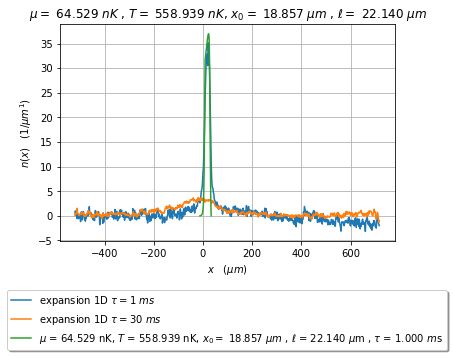 μ = 64.529 nK , T = 558.939 nK, x₀ = 18.857 μm , ℓ = 22.140 μm
35
30
25
20
15
10
5
0
−5
n(x) (1/μm¹)
−400 −200 0 200 400 600
x (μm)
expansion 1D τ = 1 ms
expansion 1D τ = 30 ms
μ = 64.529 nK, T = 558.939 nK, x₀ = 18.857 μm , ℓ = 22.140 μm , τ = 1.000 ms